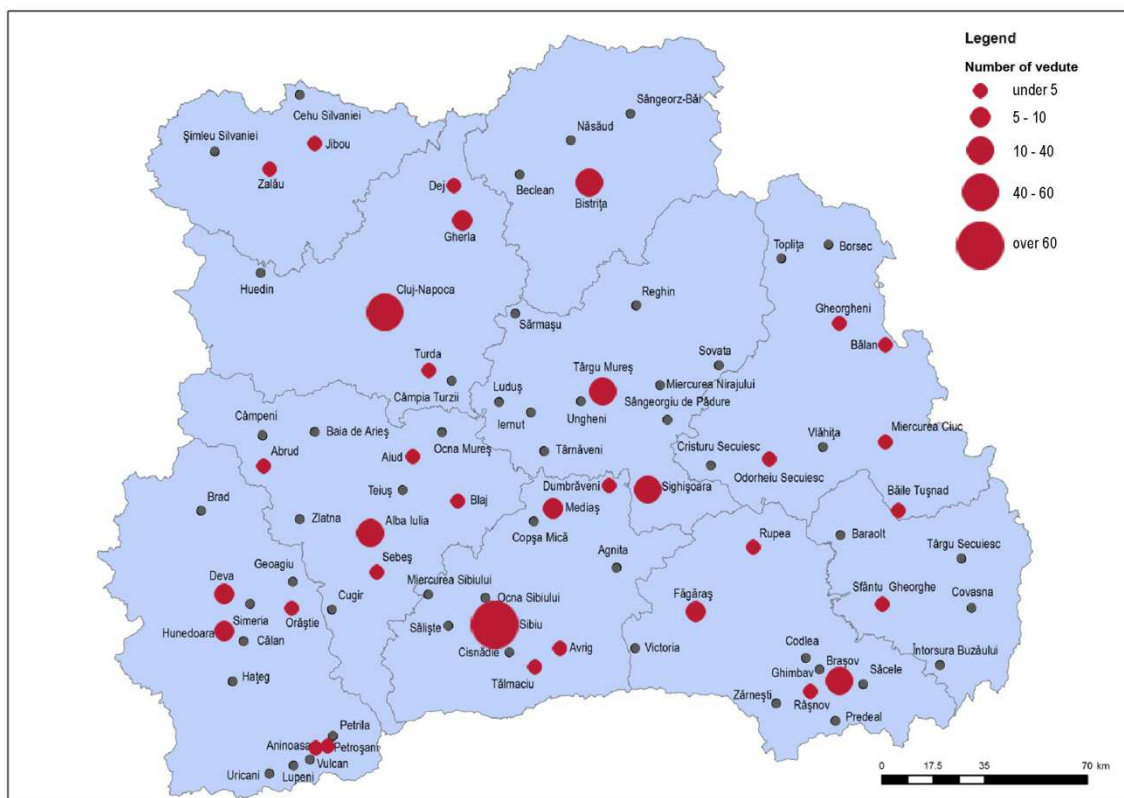 Legend
Number of vedute
under 5
5 - 10
10 - 40
40 - 60
over 60
Cehu Silvaniei
Sângeorz-Băi
Şimleu Silvaniei
Jibou
Năsăud
Zalău
Dej
Beclean
Bistriţa
Gherla
Topliţa
Borsec
Huedin
Cluj-Napoca
Reghin
Gheorgheni
Sărmaşu
Bălan
Turda
Sovata
Târgu Mureş
Câmpia Turzii
Luduş
Miercurea Nirajului
Ungheni
Sângeorgiu de Pădure
Iernut
Câmpeni
Baia de Arieş
Ocna Mureş
Târnăveni
Cristuru Secuiesc
Vlăhiţa
Miercurea Ciuc
Abrud
Aiud
Odorheiu Secuiesc
Dumbrăveni
Sighişoara
Teiuş
Blaj
Mediaş
Băile Tuşnad
Brad
Zlatna
Alba Iulia
Copşa Mică
Rupea
Baraolt
Târgu Secuiesc
Agnita
Sebeş
Geoagiu
Deva
Miercurea Sibiului
Sfântu Gheorghe
Covasna
Făgăraş
Orăştie
Cugir
Ocna Sibiului
Simeria
Hunedoara
Sălişte
Sibiu
Călan
Cisnădie
Avrig
Victoria
Codlea
Întorsura Buzăului
Braşov
Ghimbav
Săcele
Tălmaciu
Haţeg
Râşnov
Zărneşti
Predeal
Petrila
Aninoasa
Petroşani
Vulcan
Lupeni
Uricani
0 17.5 35 70 km